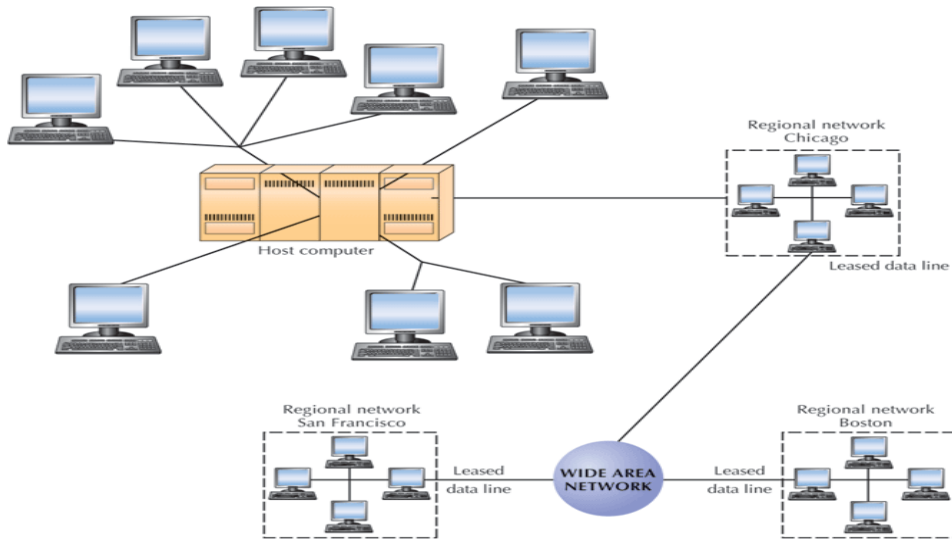 Regional network
Chicago
Host computer
Leased data line
Regional network
San Francisco
Regional network
Boston
Leased
data line
WIDE AREA
NETWORK
Leased
data line